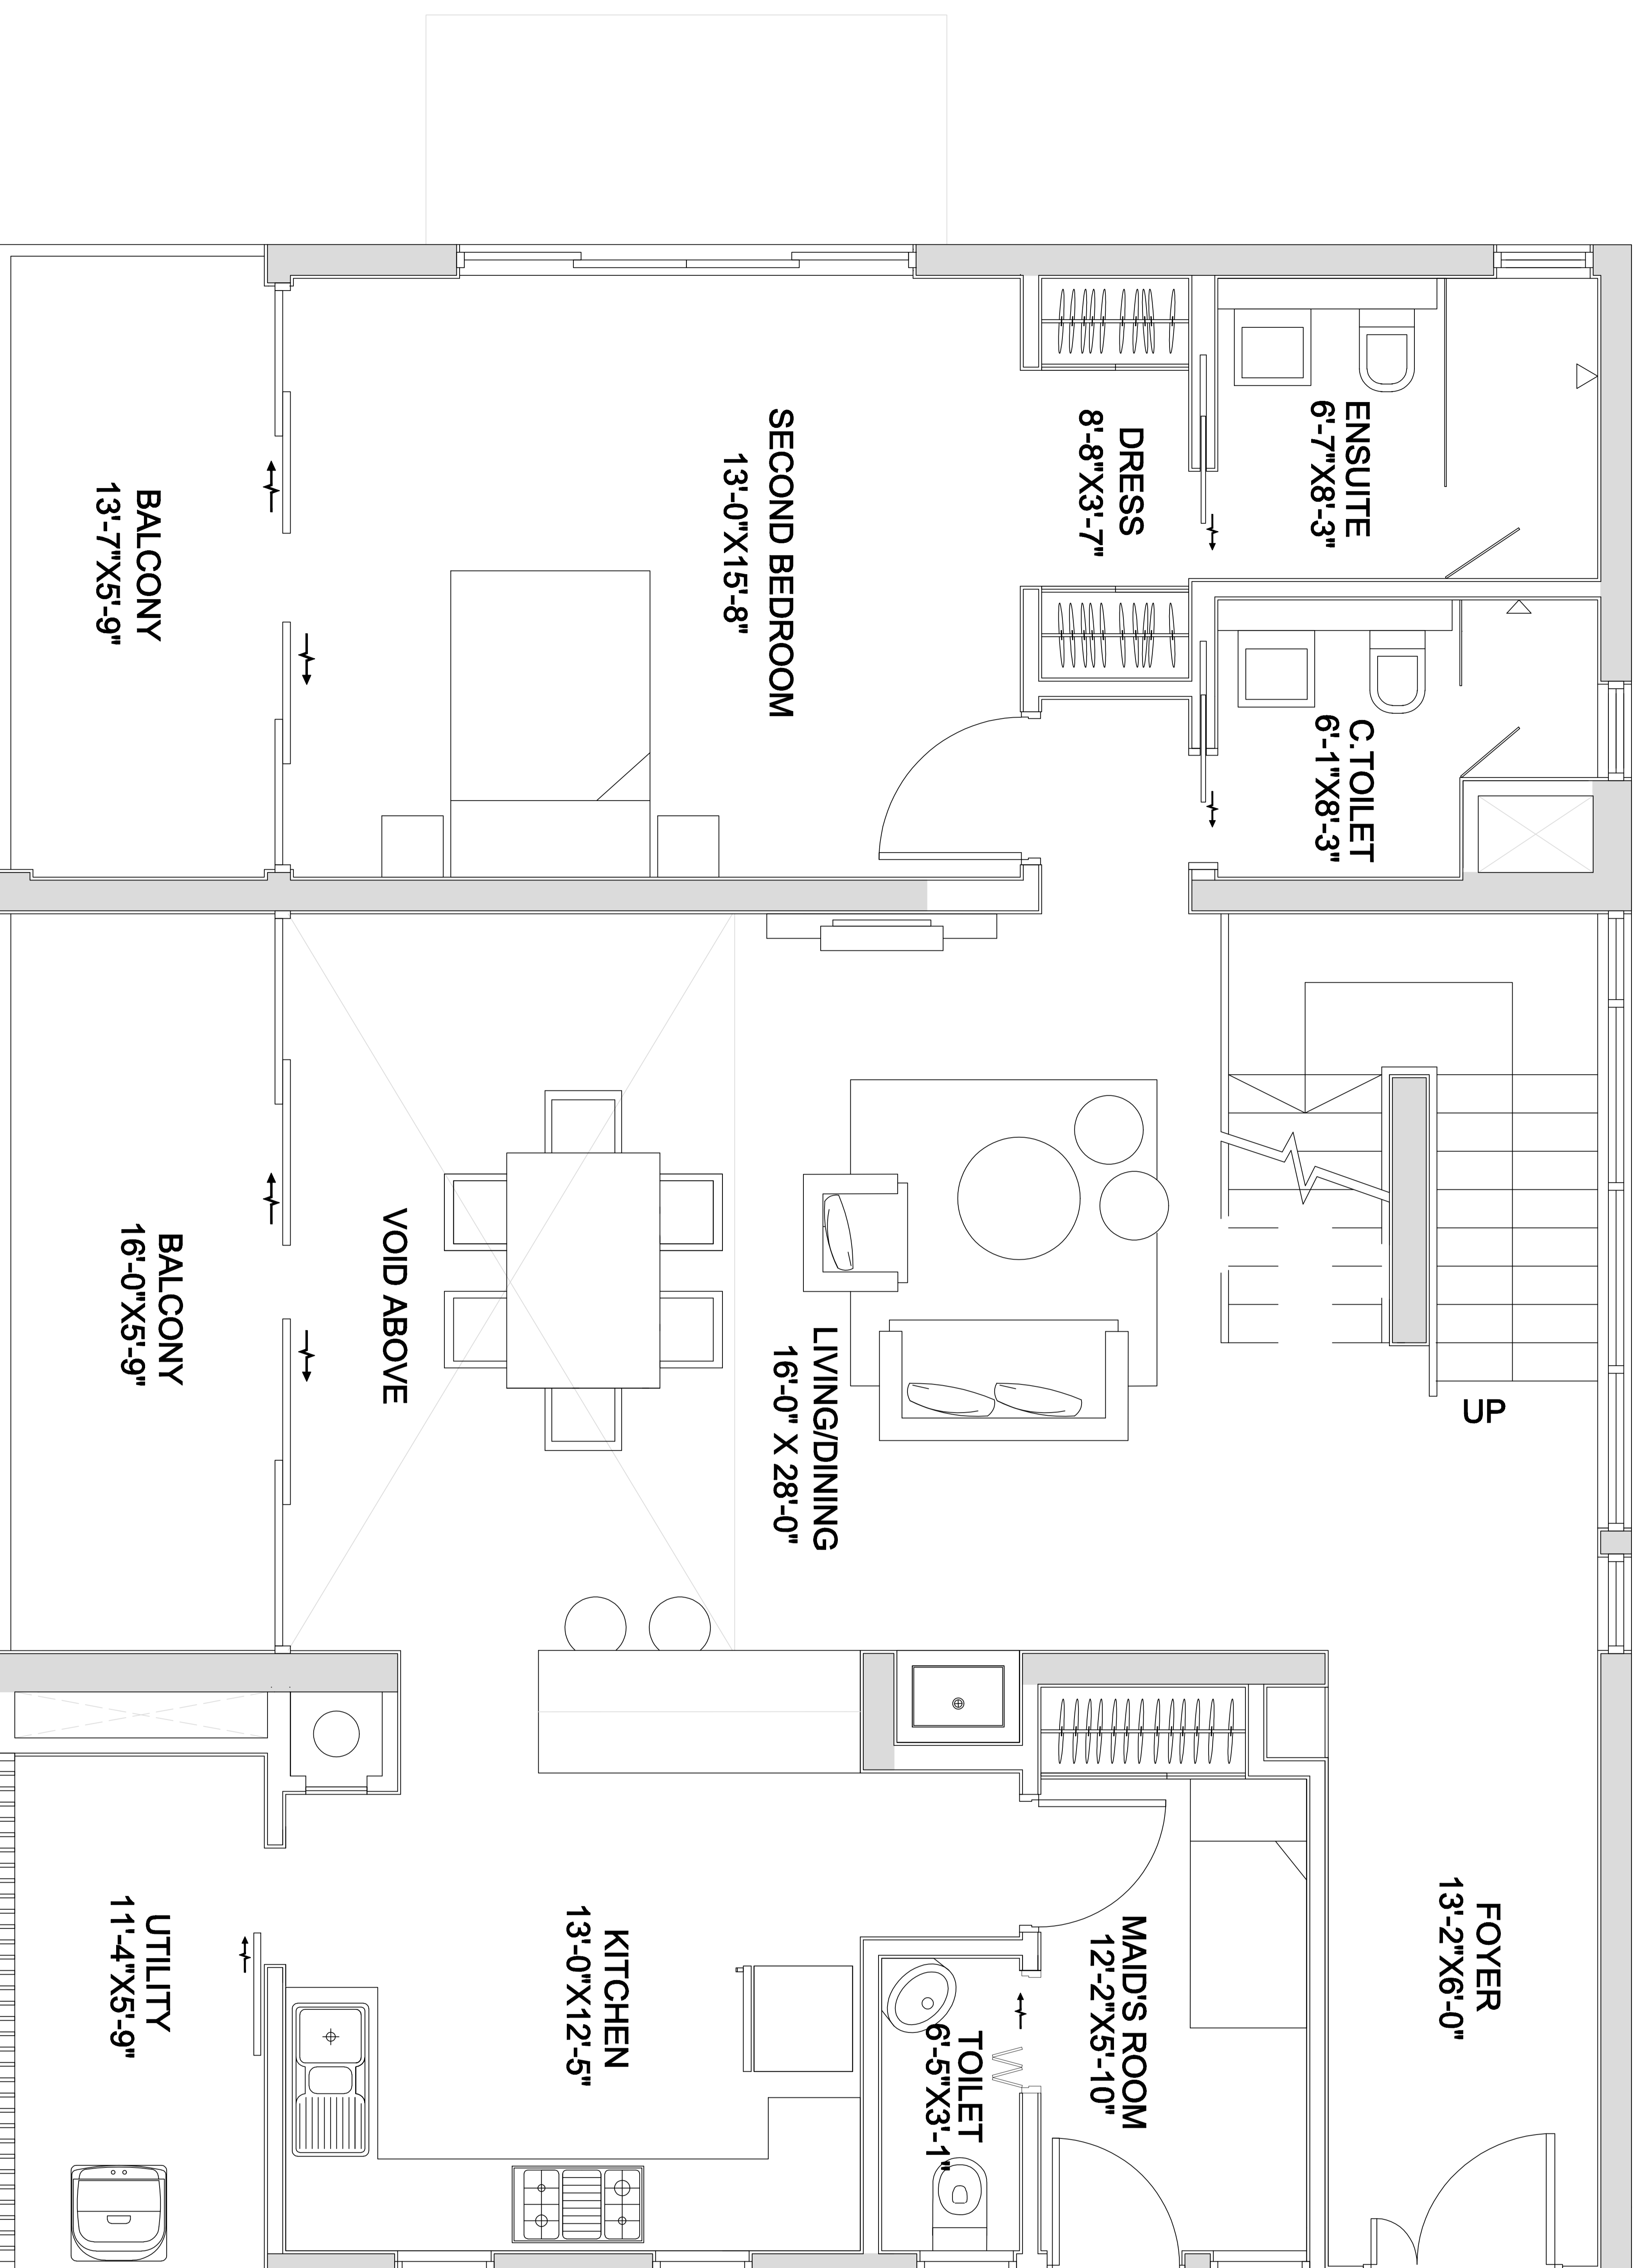 ENSUITE
6'-7"X8'-3"
DRESS
8'-8"X3'-7"
SECOND BEDROOM
13'-0"X15'-8"
BALCONY
13'-7"X5'-9"
C.TOILET
6'-1"X8'-3"
UP
LIVING/DINING
16'-0" X 28'-0"
VOID ABOVE
BALCONY
16'-0"X5'-9"
FOYER
13'-2"X6'-0"
MAID'S ROOM
12'-2"X5'-10"
TOILET
6'-5"X3'-1"
KITCHEN
13'-0"X12'-5"
UTILITY
11'-4"X5'-9"